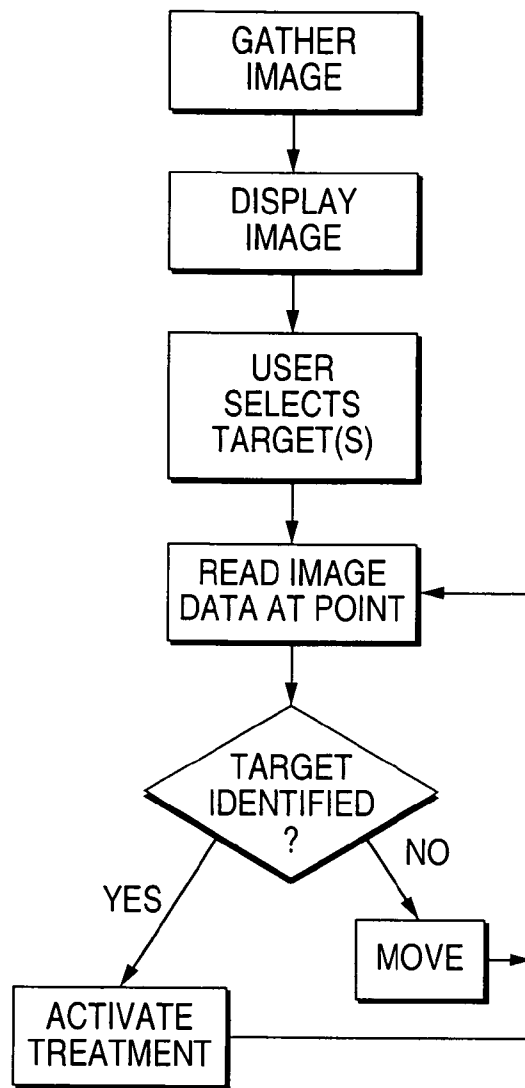 GATHER
IMAGE
DISPLAY
IMAGE
USER
SELECTS
TARGET(S)
READ IMAGE
DATA AT POINT
TARGET
IDENTIFIED
?
YES
NO
MOVE
ACTIVATE
TREATMENT